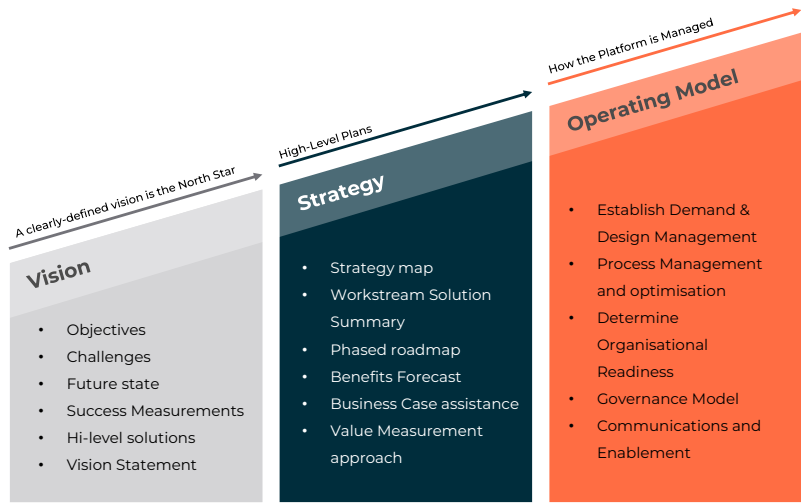 A clearly-defined vision is the North Star
Vision
• Objectives
• Challenges
• Future state
• Success Measurements
• Hi-level solutions
• Vision Statement
High-Level Plans
Strategy
• Strategy map
• Workstream Solution
Summary
• Phased roadmap
• Benefits Forecast
• Business Case assistance
• Value Measurement
approach
How the Platform is Managed
Operating Model
• Establish Demand &
Design Management
• Process Management
and optimisation
• Determine
Organisational
Readiness
• Governance Model
• Communications and
Enablement